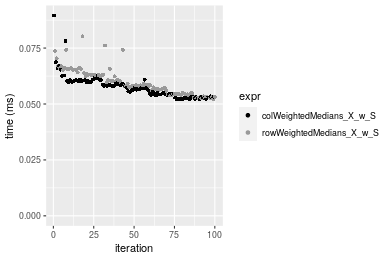 0.075
0.050
0.025
0.000
time (ms)
0
25
50
75
100
iteration
expr
colWeightedMedians_X_w_S
rowWeightedMedians_X_w_S